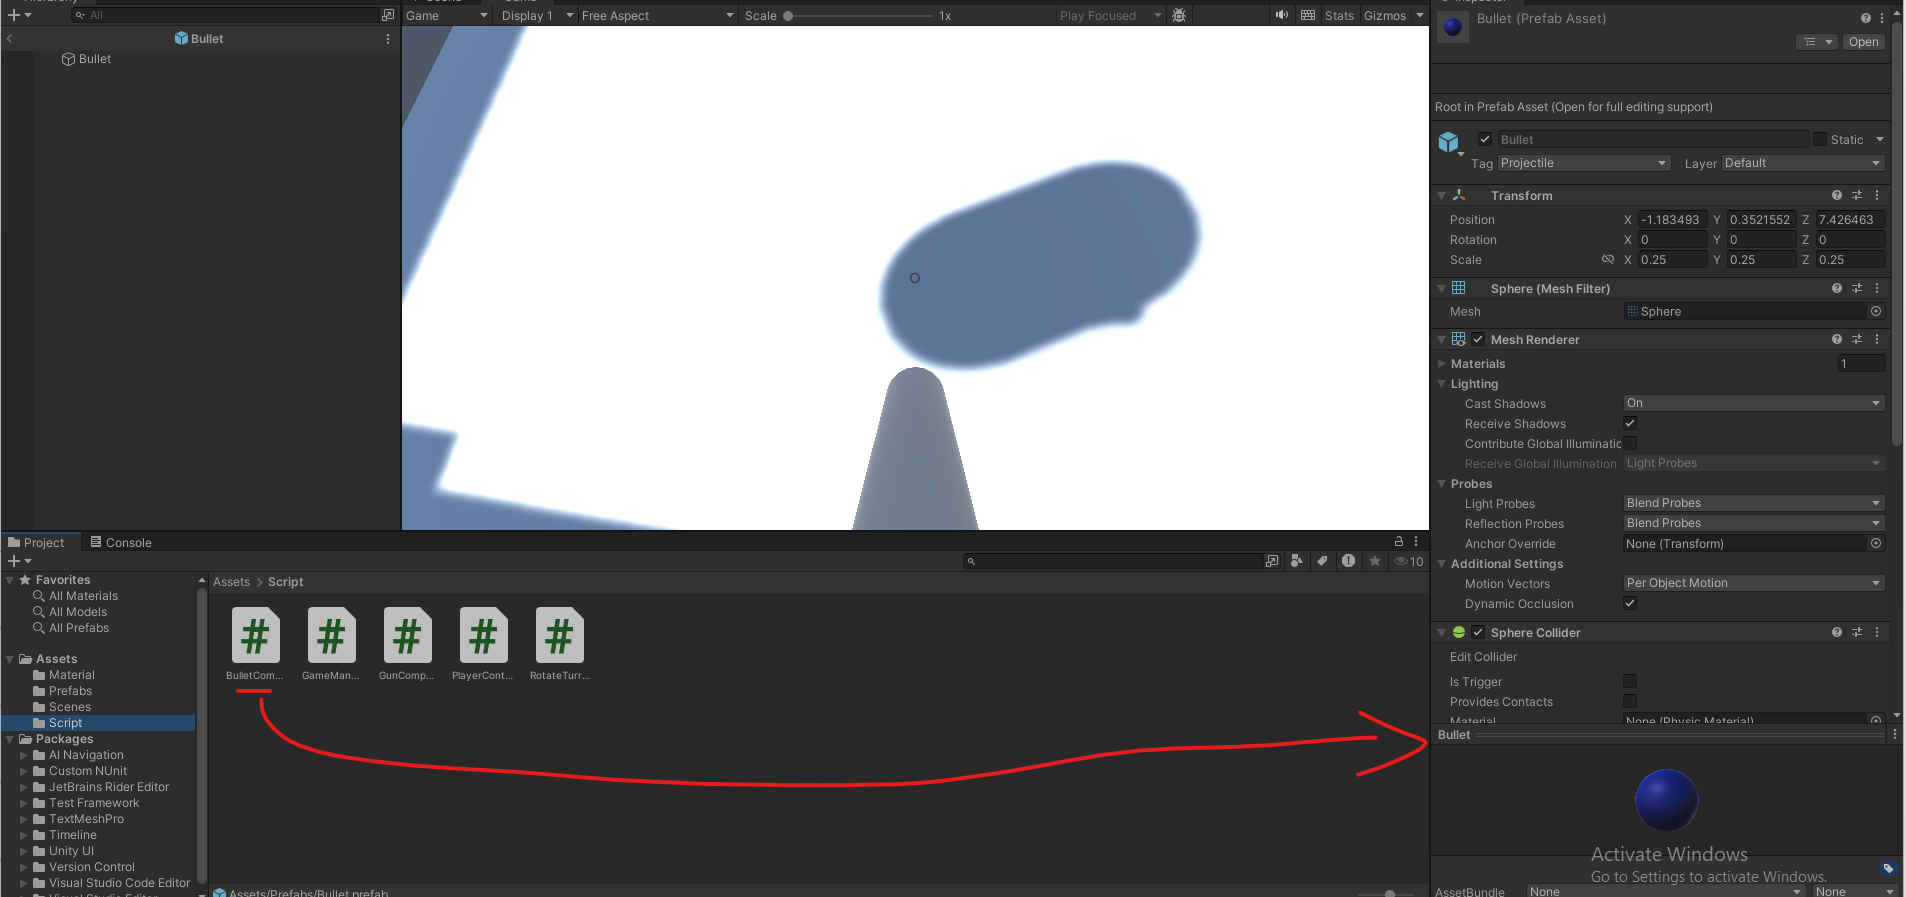 All
Game
Display 1
Free Aspect
Scale
1x
Play Focused
Stats
Gizmos
Bullet
Bullet
Bullet (Prefab Asset)
Open
Root in Prefab Asset (Open for full editing support)
Bullet
Static
Tag
Projectile
Layer
Default
Transform
Position X -1.183493 Y 0.3521552 Z 7.426463
Rotation X 0 Y 0 Z 0
Scale X 0.25 Y 0.25 Z 0.25
Sphere (Mesh Filter)
Mesh Sphere
Mesh Renderer
Materials 1
Lighting
Cast Shadows On
Receive Shadows
Contribute Global Illuminatic
Receive Global Illumination Light Probes
Probes
Light Probes Blend Probes
Reflection Probes Blend Probes
Anchor Override None (Transform)
Additional Settings
Motion Vectors Per Object Motion
Dynamic Occlusion
Sphere Collider
Edit Collider
Is Trigger
Provides Contacts
Material None (Physic Material)
Bullet
Activate Windows
Go to Settings to activate Windows.
AssetBundle None None
Project
Console
10
Favorites
All Materials
All Models
All Prefabs
Assets
Material
Prefabs
Scenes
Script
Packages
AI Navigation
Custom NUnit
JetBrains Rider Editor
Test Framework
TextMeshPro
Timeline
Unity UI
Version Control
Visual Studio Code Editor
Assets > Script
BulletCom...
GameMan...
GunComp...
PlayerCont...
RotateTurr...
Assets/Prefabs/Bullet.prefab